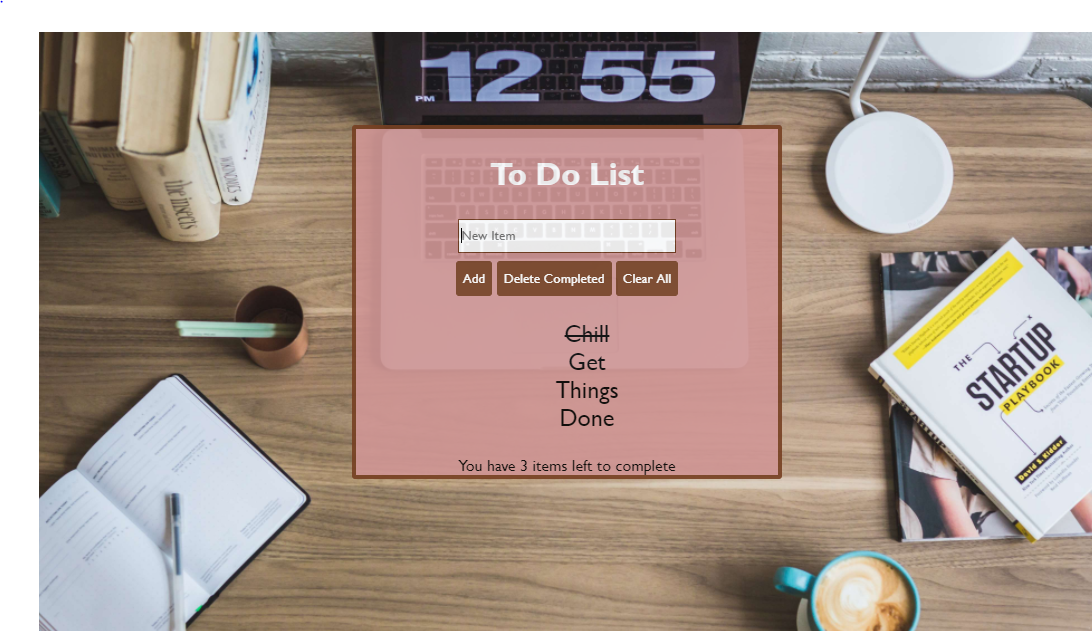 PM 12 55
To Do List
New Item
Add Delete Completed Clear All
Chill
Get
Things
Done
You have 3 items left to complete
the insects
WIKINOMICS
THE
STARTUP
PLAYBOOK
David S. Kidder